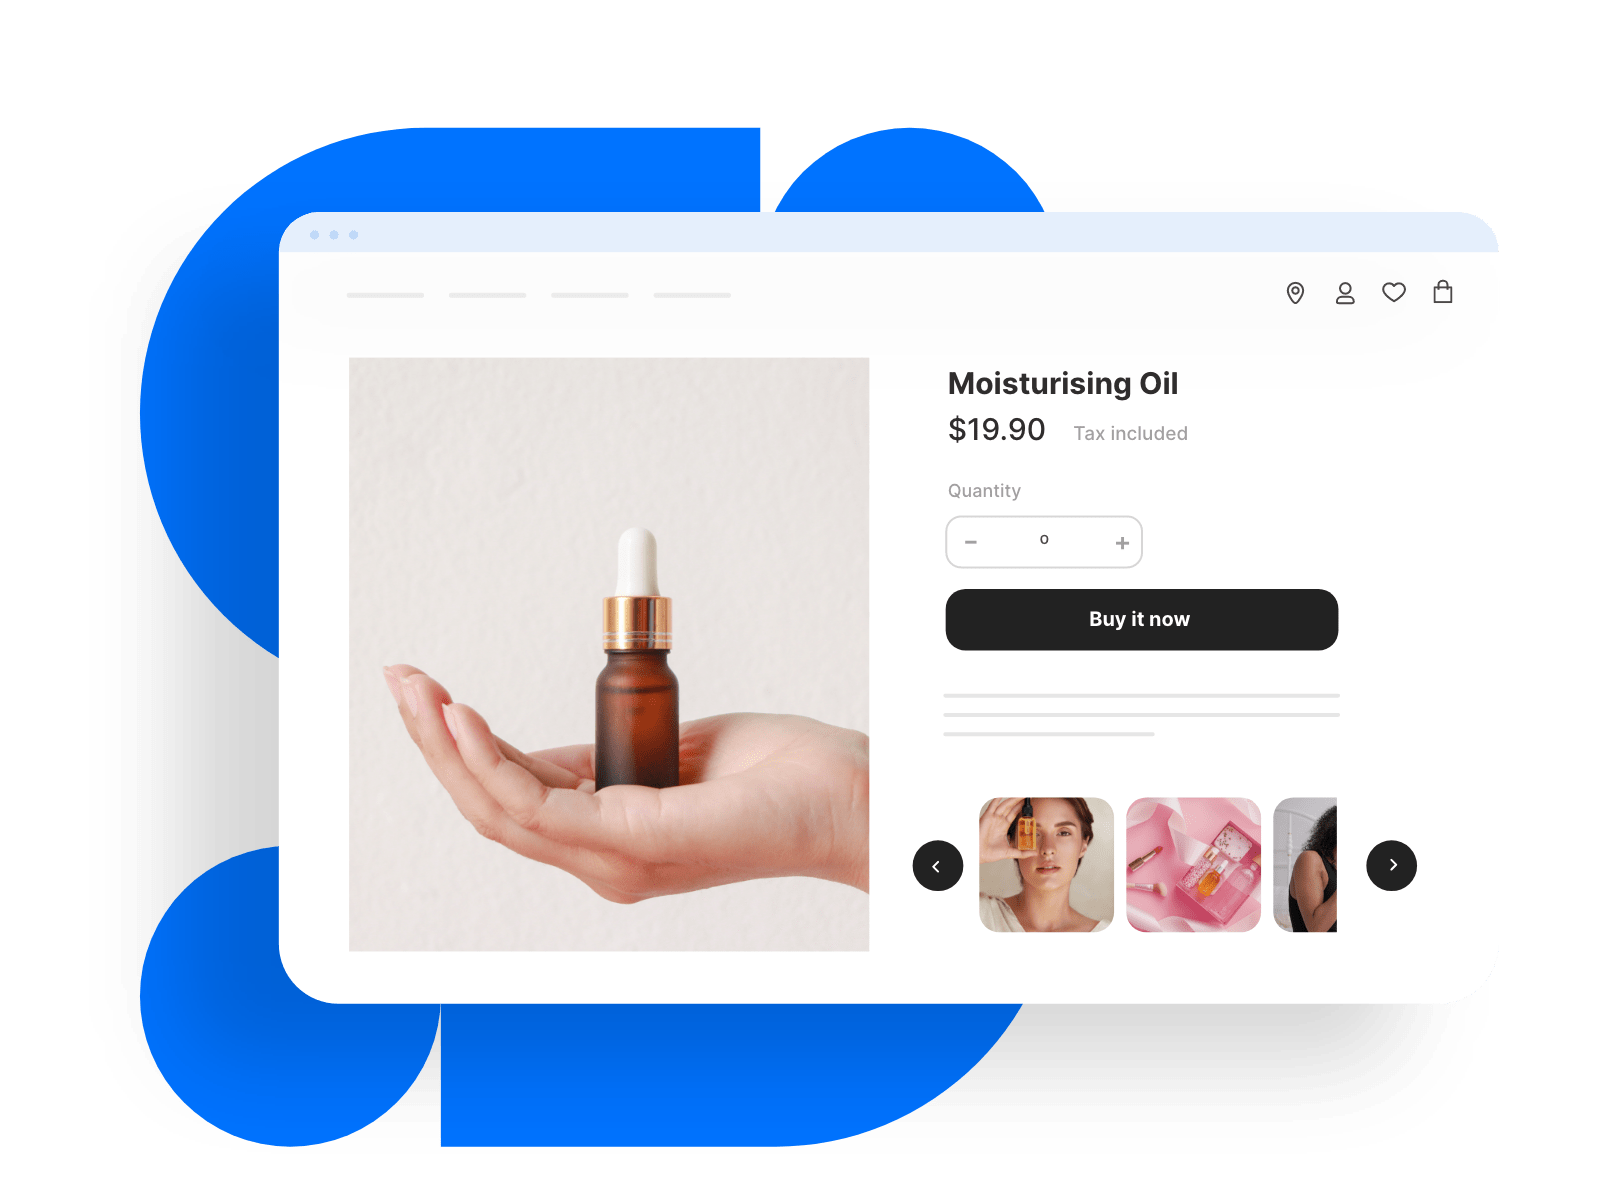 Moisturising Oil
$19.90 Tax included
Quantity
− 0 +
Buy it now